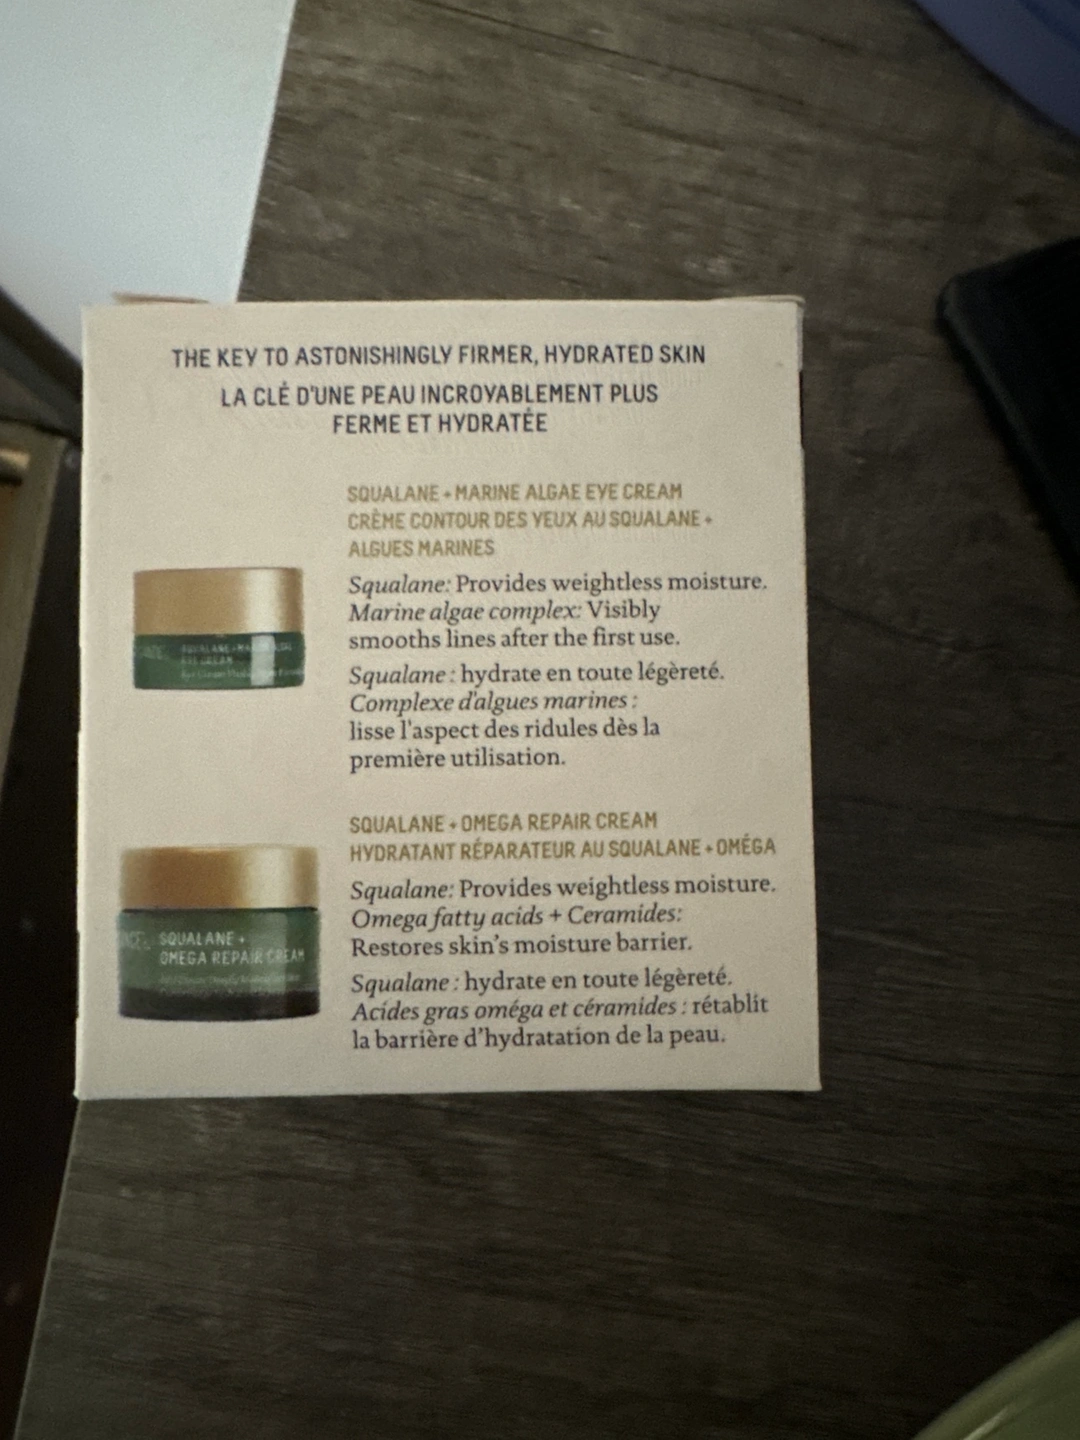 THE KEY TO ASTONISHINGLY FIRMER, HYDRATED SKIN
LA CLÉ D'UNE PEAU INCROYABLEMENT PLUS
FERME ET HYDRATÉE
SQUALANE + MARINE ALGAE EYE CREAM
CRÈME CONTOUR DES YEUX AU SQUALANE +
ALGUES MARINES
Squalane: Provides weightless moisture.
Marine algae complex: Visibly
smooths lines after the first use.
Squalane : hydrate en toute légèreté.
Complexe d'algues marines :
lisse l'aspect des ridules dès la
première utilisation.
SQUALANE + MARINE ALGAE
EYE CREAM
SQUALANE + OMEGA REPAIR CREAM
HYDRATANT RÉPARATEUR AU SQUALANE + OMÉGA
Squalane: Provides weightless moisture.
Omega fatty acids + Ceramides:
Restores skin's moisture barrier.
Squalane : hydrate en toute légèreté.
Acides gras oméga et céramides : rétablit
la barrière d'hydratation de la peau.
SQUALANE +
OMEGA REPAIR CREAM